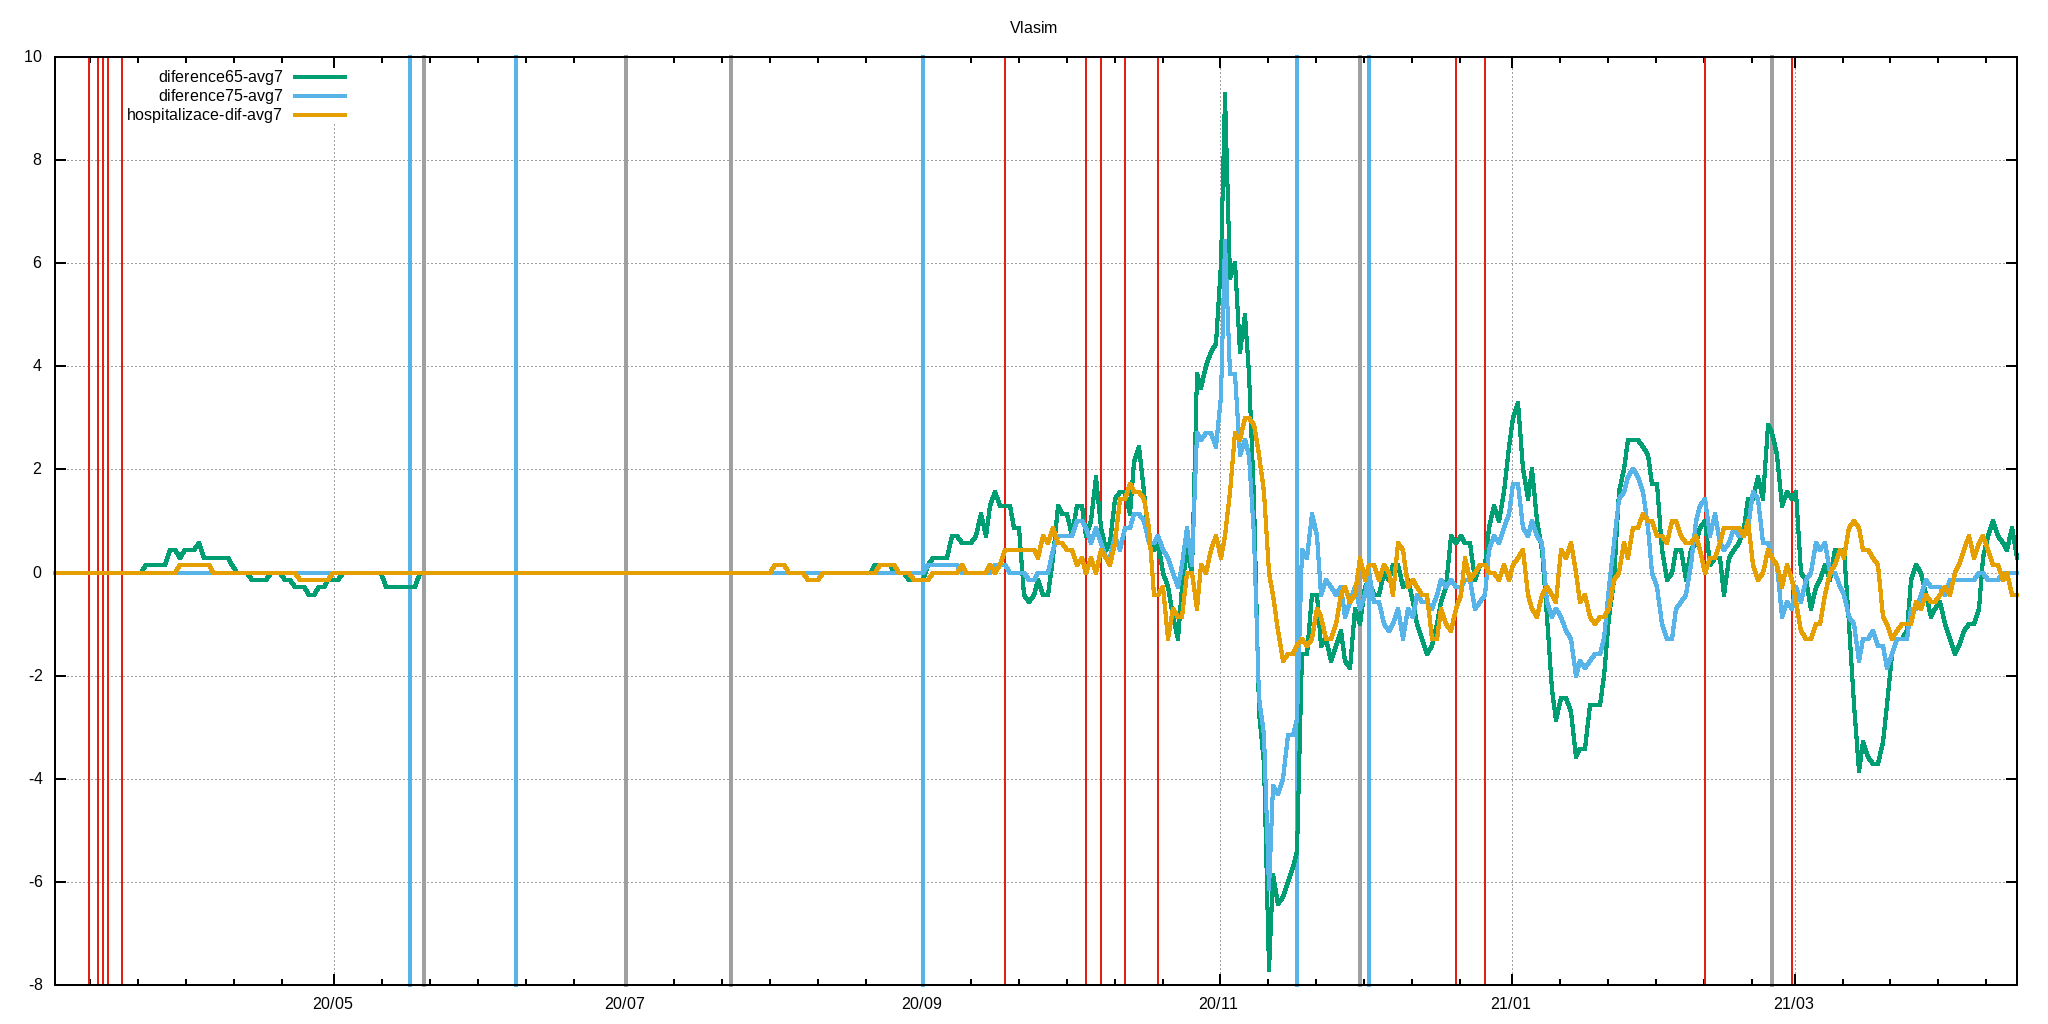 Vlasim
10
diference65-avg7
diference75-avg7
hospitalizace-dif-avg7
8
6
4
2
0
-2
-4
-6
-8
20/05 20/07 20/09 20/11 21/01 21/03